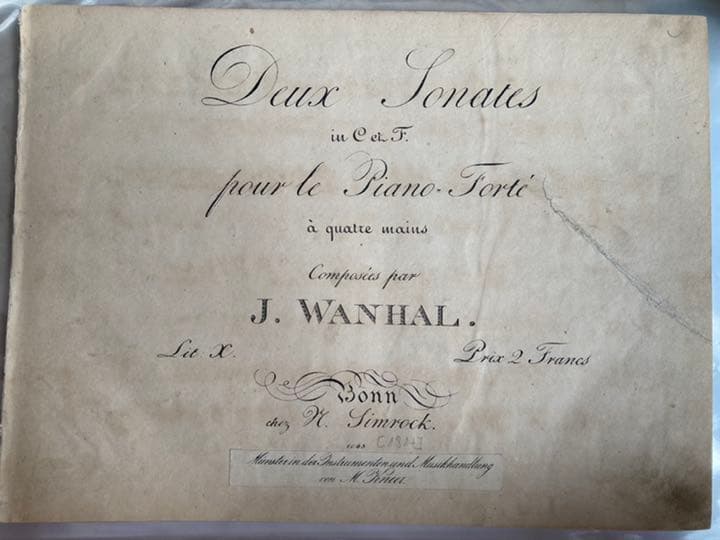 Deux Sonates
in C et F.
pour le Piano-Forté
à quatre mains
Composées par
J. WANHAL.
Lit. X. Prix 2 Francs
Bonn
chez N. Simrock.
Münster in der Instrumenten und Musikhandlung
von M.